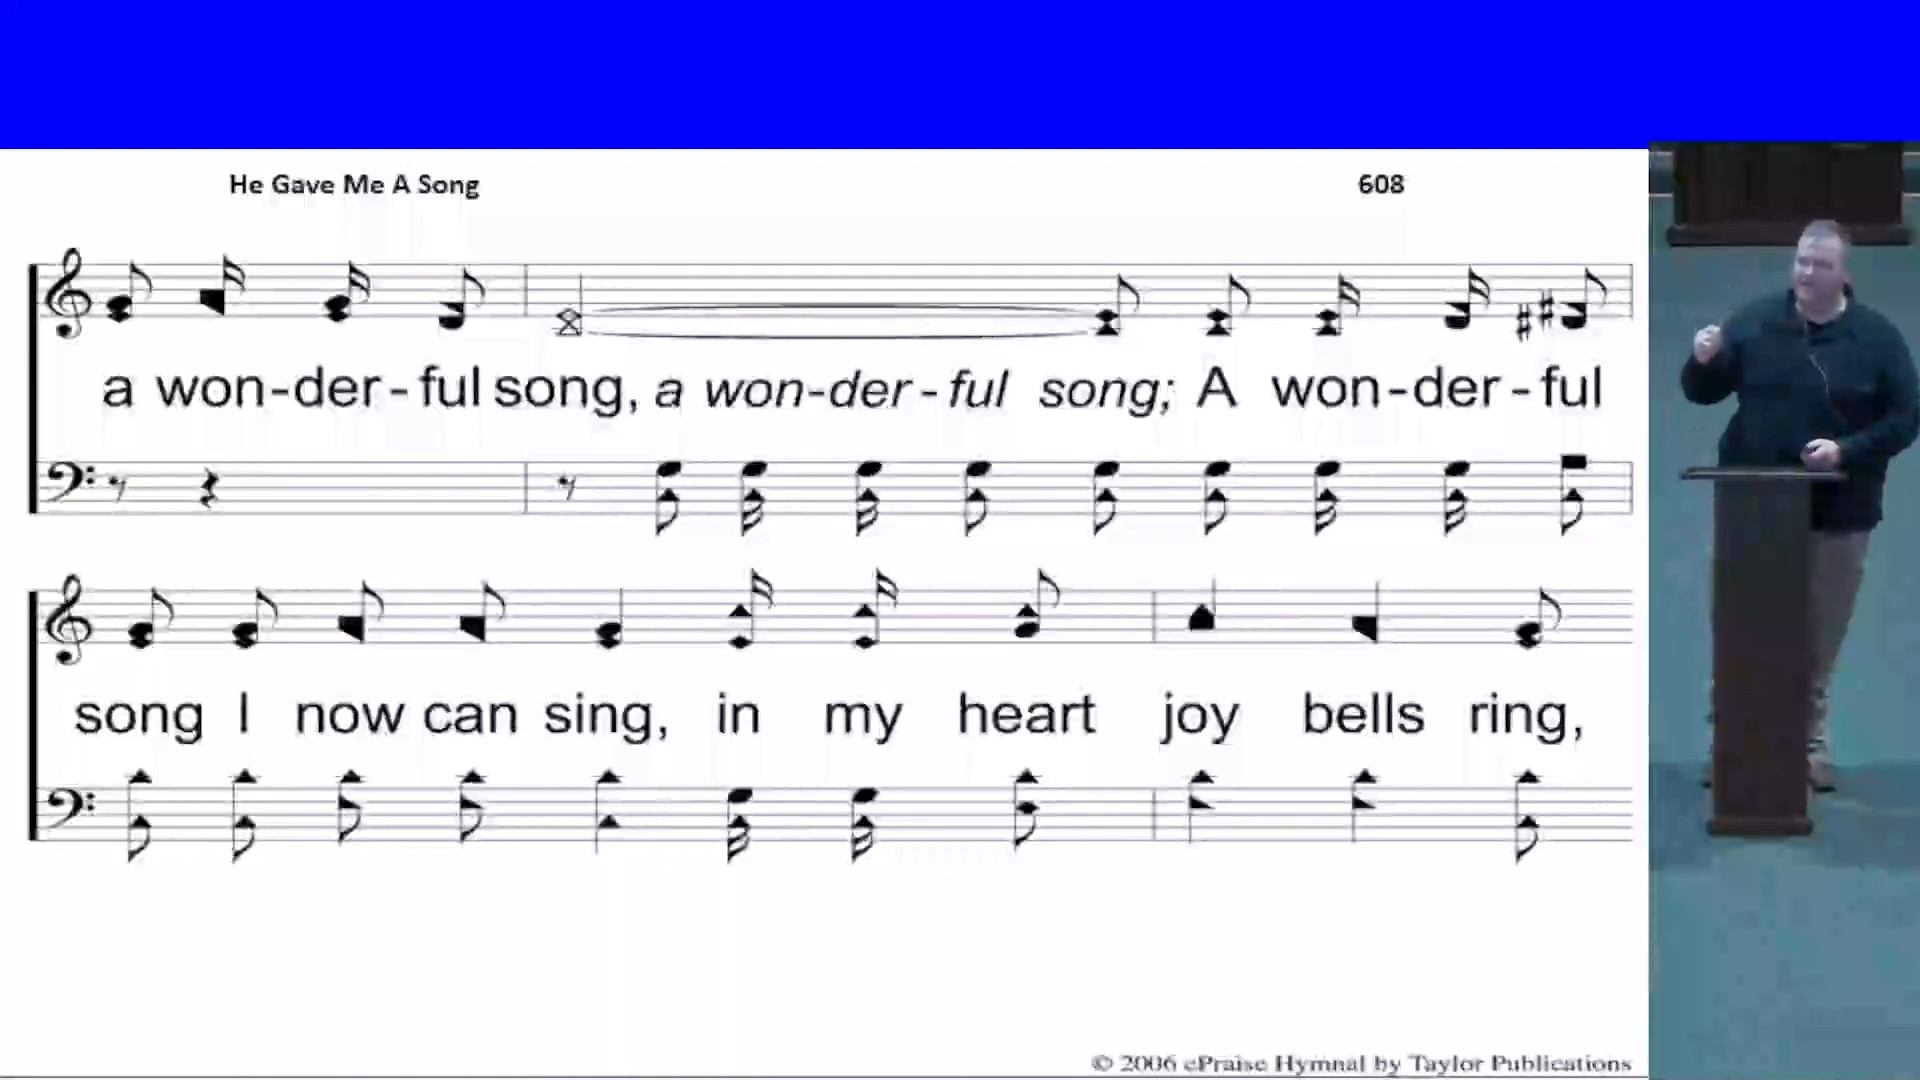 He Gave Me A Song 608
a won-der-ful song, a won-der-ful song; A won-der-ful
song I now can sing, in my heart joy bells ring,
© 2006 ePraise Hymnal by Taylor Publications